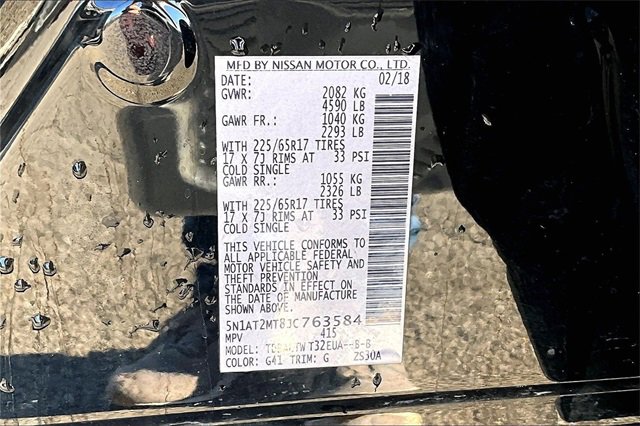 MFD BY NISSAN MOTOR CO., LTD.
DATE: 02/18
GVWR: 2082 KG
4590 LB
GAWR FR.: 1040 KG
2293 LB
WITH 225/65R17 TIRES
17 X 7J RIMS AT 33 PSI
COLD SINGLE
GAWR RR.: 1055 KG
2326 LB
WITH 225/65R17 TIRES
17 X 7J RIMS AT 33 PSI
COLD SINGLE
THIS VEHICLE CONFORMS TO
ALL APPLICABLE FEDERAL
MOTOR VEHICLE SAFETY AND
THEFT PREVENTION
STANDARDS IN EFFECT ON
THE DATE OF MANUFACTURE
SHOWN ABOVE.
5N1AT2MT8JC763584
MPV 415
MODEL:
COLOR: G41 TRIM: G ZS30A